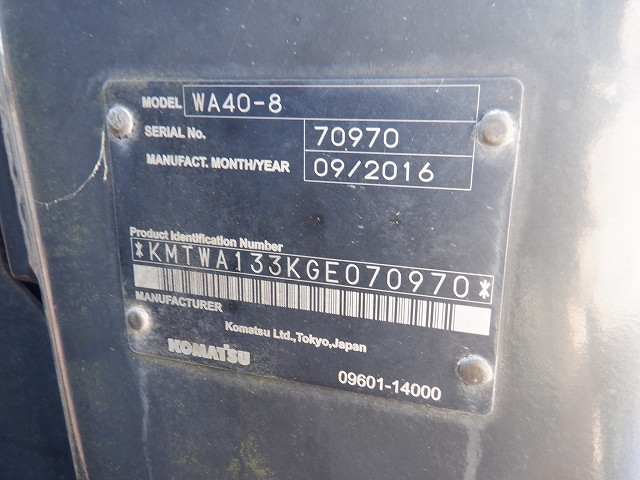 MODEL WA40-8
SERIAL No. 70970
MANUFACT. MONTH/YEAR 09/2016
Product Identification Number
*KMTWA133KGE070970*
MANUFACTURER
Komatsu Ltd.,Tokyo,Japan
KOMATSU
09601-14000